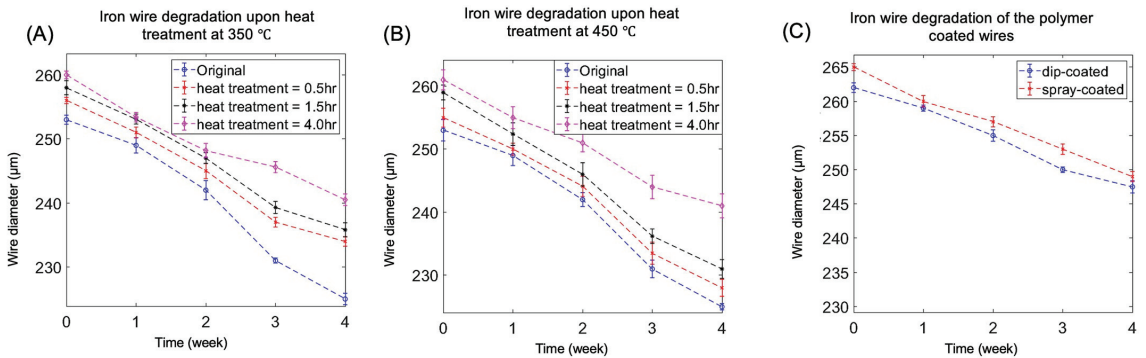 (A)
Iron wire degradation upon heat
treatment at 350 ℃
Original
heat treatment = 0.5hr
heat treatment = 1.5hr
heat treatment = 4.0hr
Wire diameter (μm)
260
250
240
230
0 1 2 3 4
Time (week)
(B)
Iron wire degradation upon heat
treatment at 450 ℃
Original
heat treatment = 0.5hr
heat treatment = 1.5hr
heat treatment = 4.0hr
Wire diameter (μm)
260
250
240
230
0 1 2 3 4
Time (week)
(C)
Iron wire degradation of the polymer
coated wires
dip-coated
spray-coated
Wire diameter (μm)
265
260
255
250
245
240
235
230
0 1 2 3 4
Time (week)